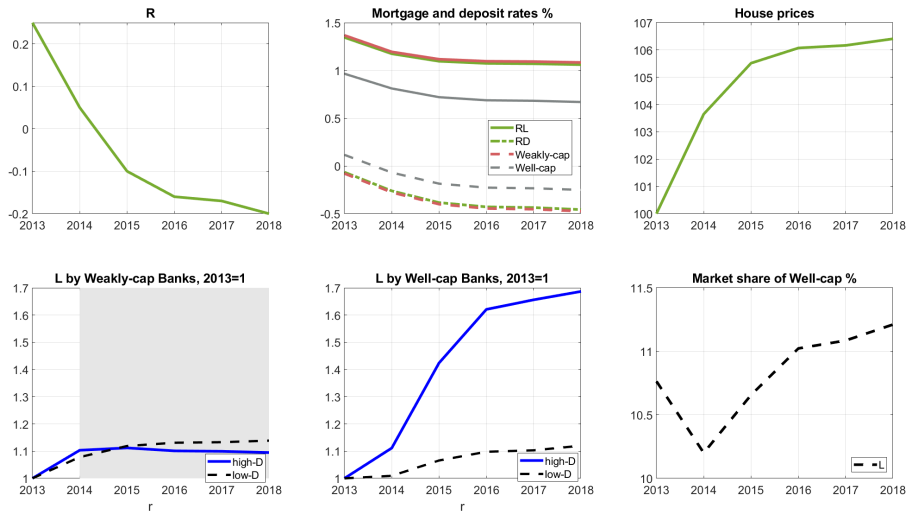 R
0.2
0.1
0
-0.1
-0.2
2013 2014 2015 2016 2017 2018
Mortgage and deposit rates %
1.5
1
0.5
0
-0.5
RL
RD
Weakly-cap
Well-cap
2013 2014 2015 2016 2017 2018
House prices
107
106
105
104
103
102
101
100
2013 2014 2015 2016 2017 2018
L by Weakly-cap Banks, 2013=1
1.7
1.6
1.5
1.4
1.3
1.2
1.1
1
high-D
low-D
2013 2014 2015 2016 2017 2018
r
L by Well-cap Banks, 2013=1
1.7
1.6
1.5
1.4
1.3
1.2
1.1
1
high-D
low-D
2013 2014 2015 2016 2017 2018
r
Market share of Well-cap %
11.5
11
10.5
10
L
2013 2014 2015 2016 2017 2018